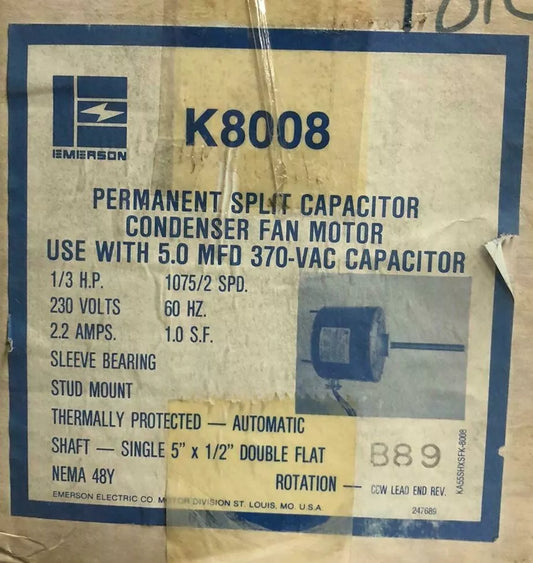 K8008
EMERSON
PERMANENT SPLIT CAPACITOR
CONDENSER FAN MOTOR
USE WITH 5.0 MFD 370-VAC CAPACITOR
1/3 H.P. 1075/2 SPD.
230 VOLTS 60 HZ.
2.2 AMPS. 1.0 S.F.
SLEEVE BEARING
STUD MOUNT
THERMALLY PROTECTED — AUTOMATIC
SHAFT — SINGLE 5" x 1/2" DOUBLE FLAT
NEMA 48Y ROTATION — CCW LEAD END REV.
B89
KA55SHXSFK-8008
EMERSON ELECTRIC CO. MOTOR DIVISION ST. LOUIS, MO. U.S.A.
247689